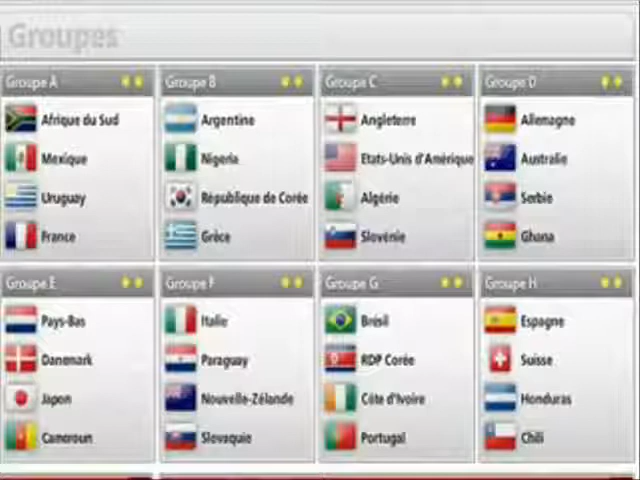 Groupes
Groupe A
Afrique du Sud
Mexique
Uruguay
France
Groupe B
Argentine
Nigeria
République de Corée
Grèce
Groupe C
Angleterre
Etats-Unis d'Amérique
Algérie
Slovénie
Groupe D
Allemagne
Australie
Serbie
Ghana
Groupe E
Pays-Bas
Danemark
Japon
Cameroun
Groupe F
Italie
Paraguay
Nouvelle-Zélande
Slovaquie
Groupe G
Brésil
RDP Corée
Côte d'Ivoire
Portugal
Groupe H
Espagne
Suisse
Honduras
Chili